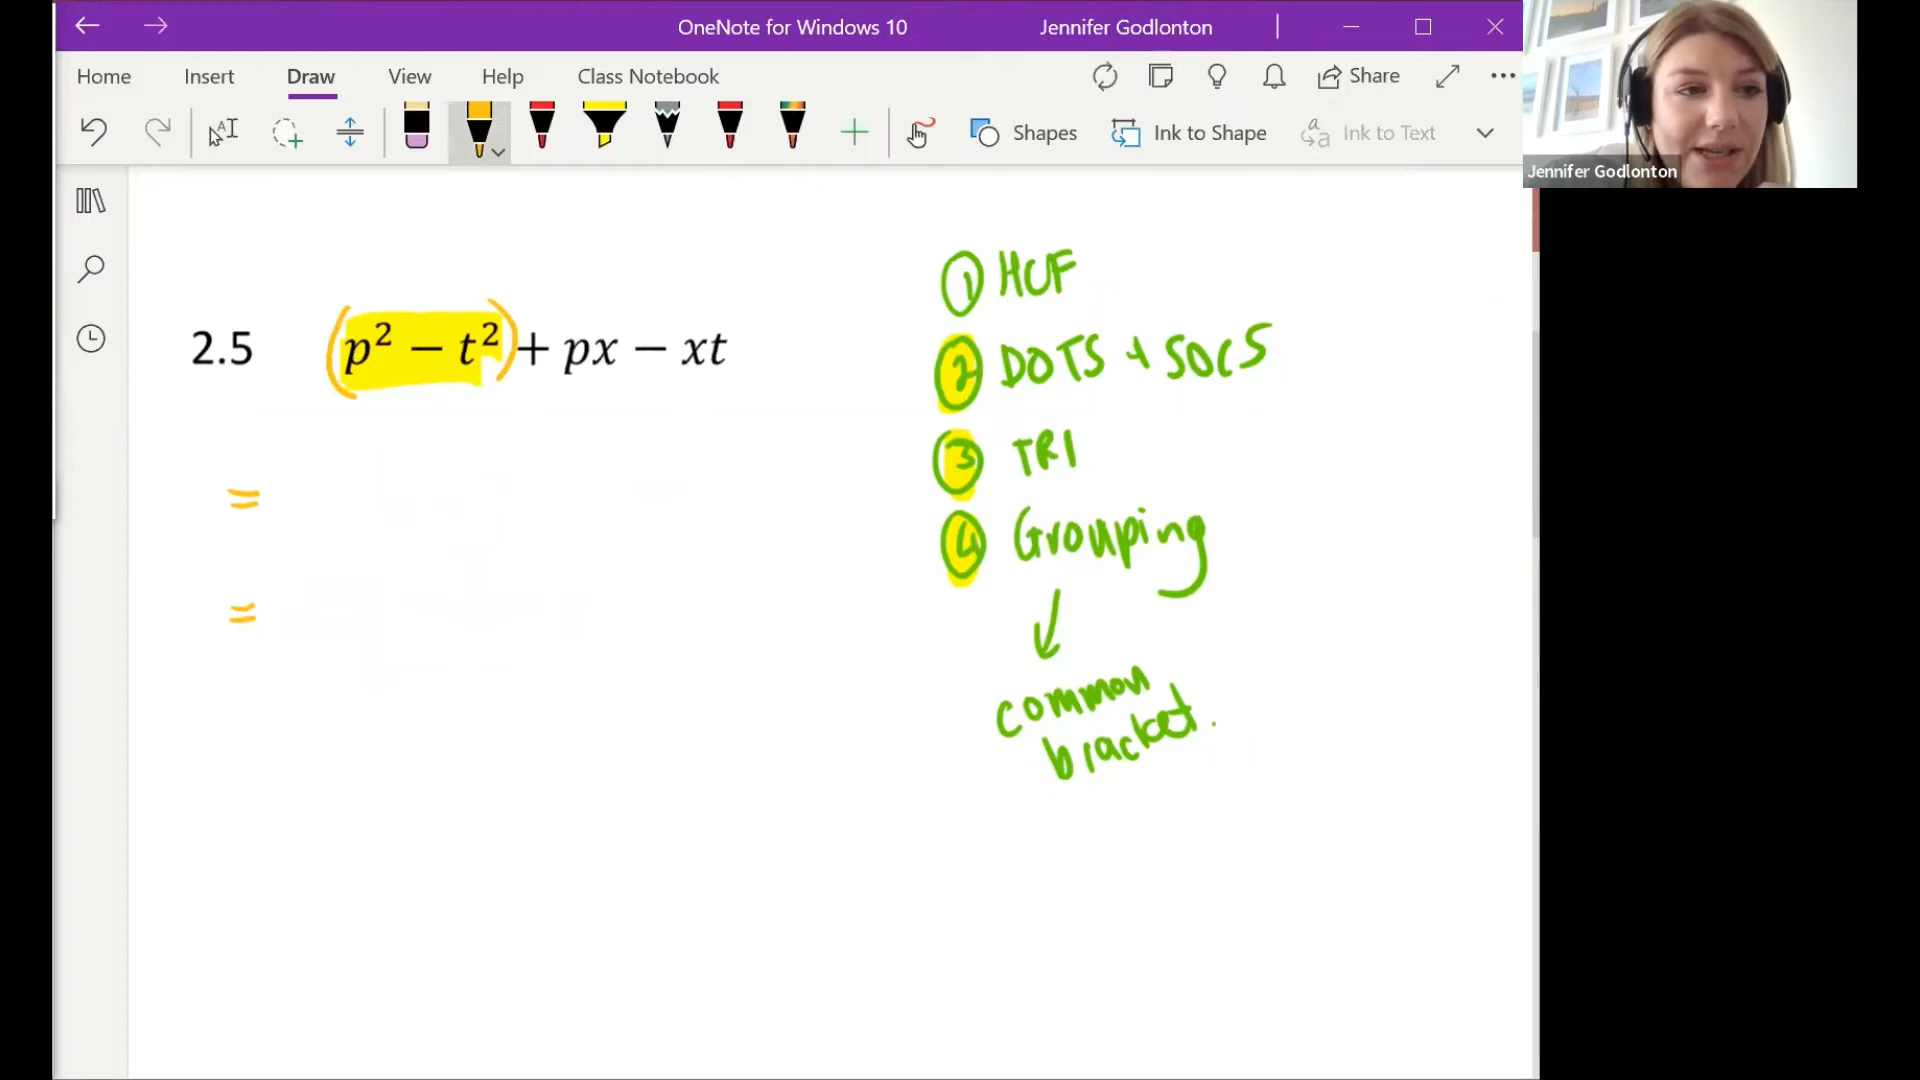 OneNote for Windows 10
Jennifer Godlonton
Home Insert Draw View Help Class Notebook Share
Shapes Ink to Shape Ink to Text
Jennifer Godlonton
2.5 (p² − t²) + px − xt
=
=
① HCF
② DOTS + SOCS
③ TRI
④ Grouping
↓
common
bracket.